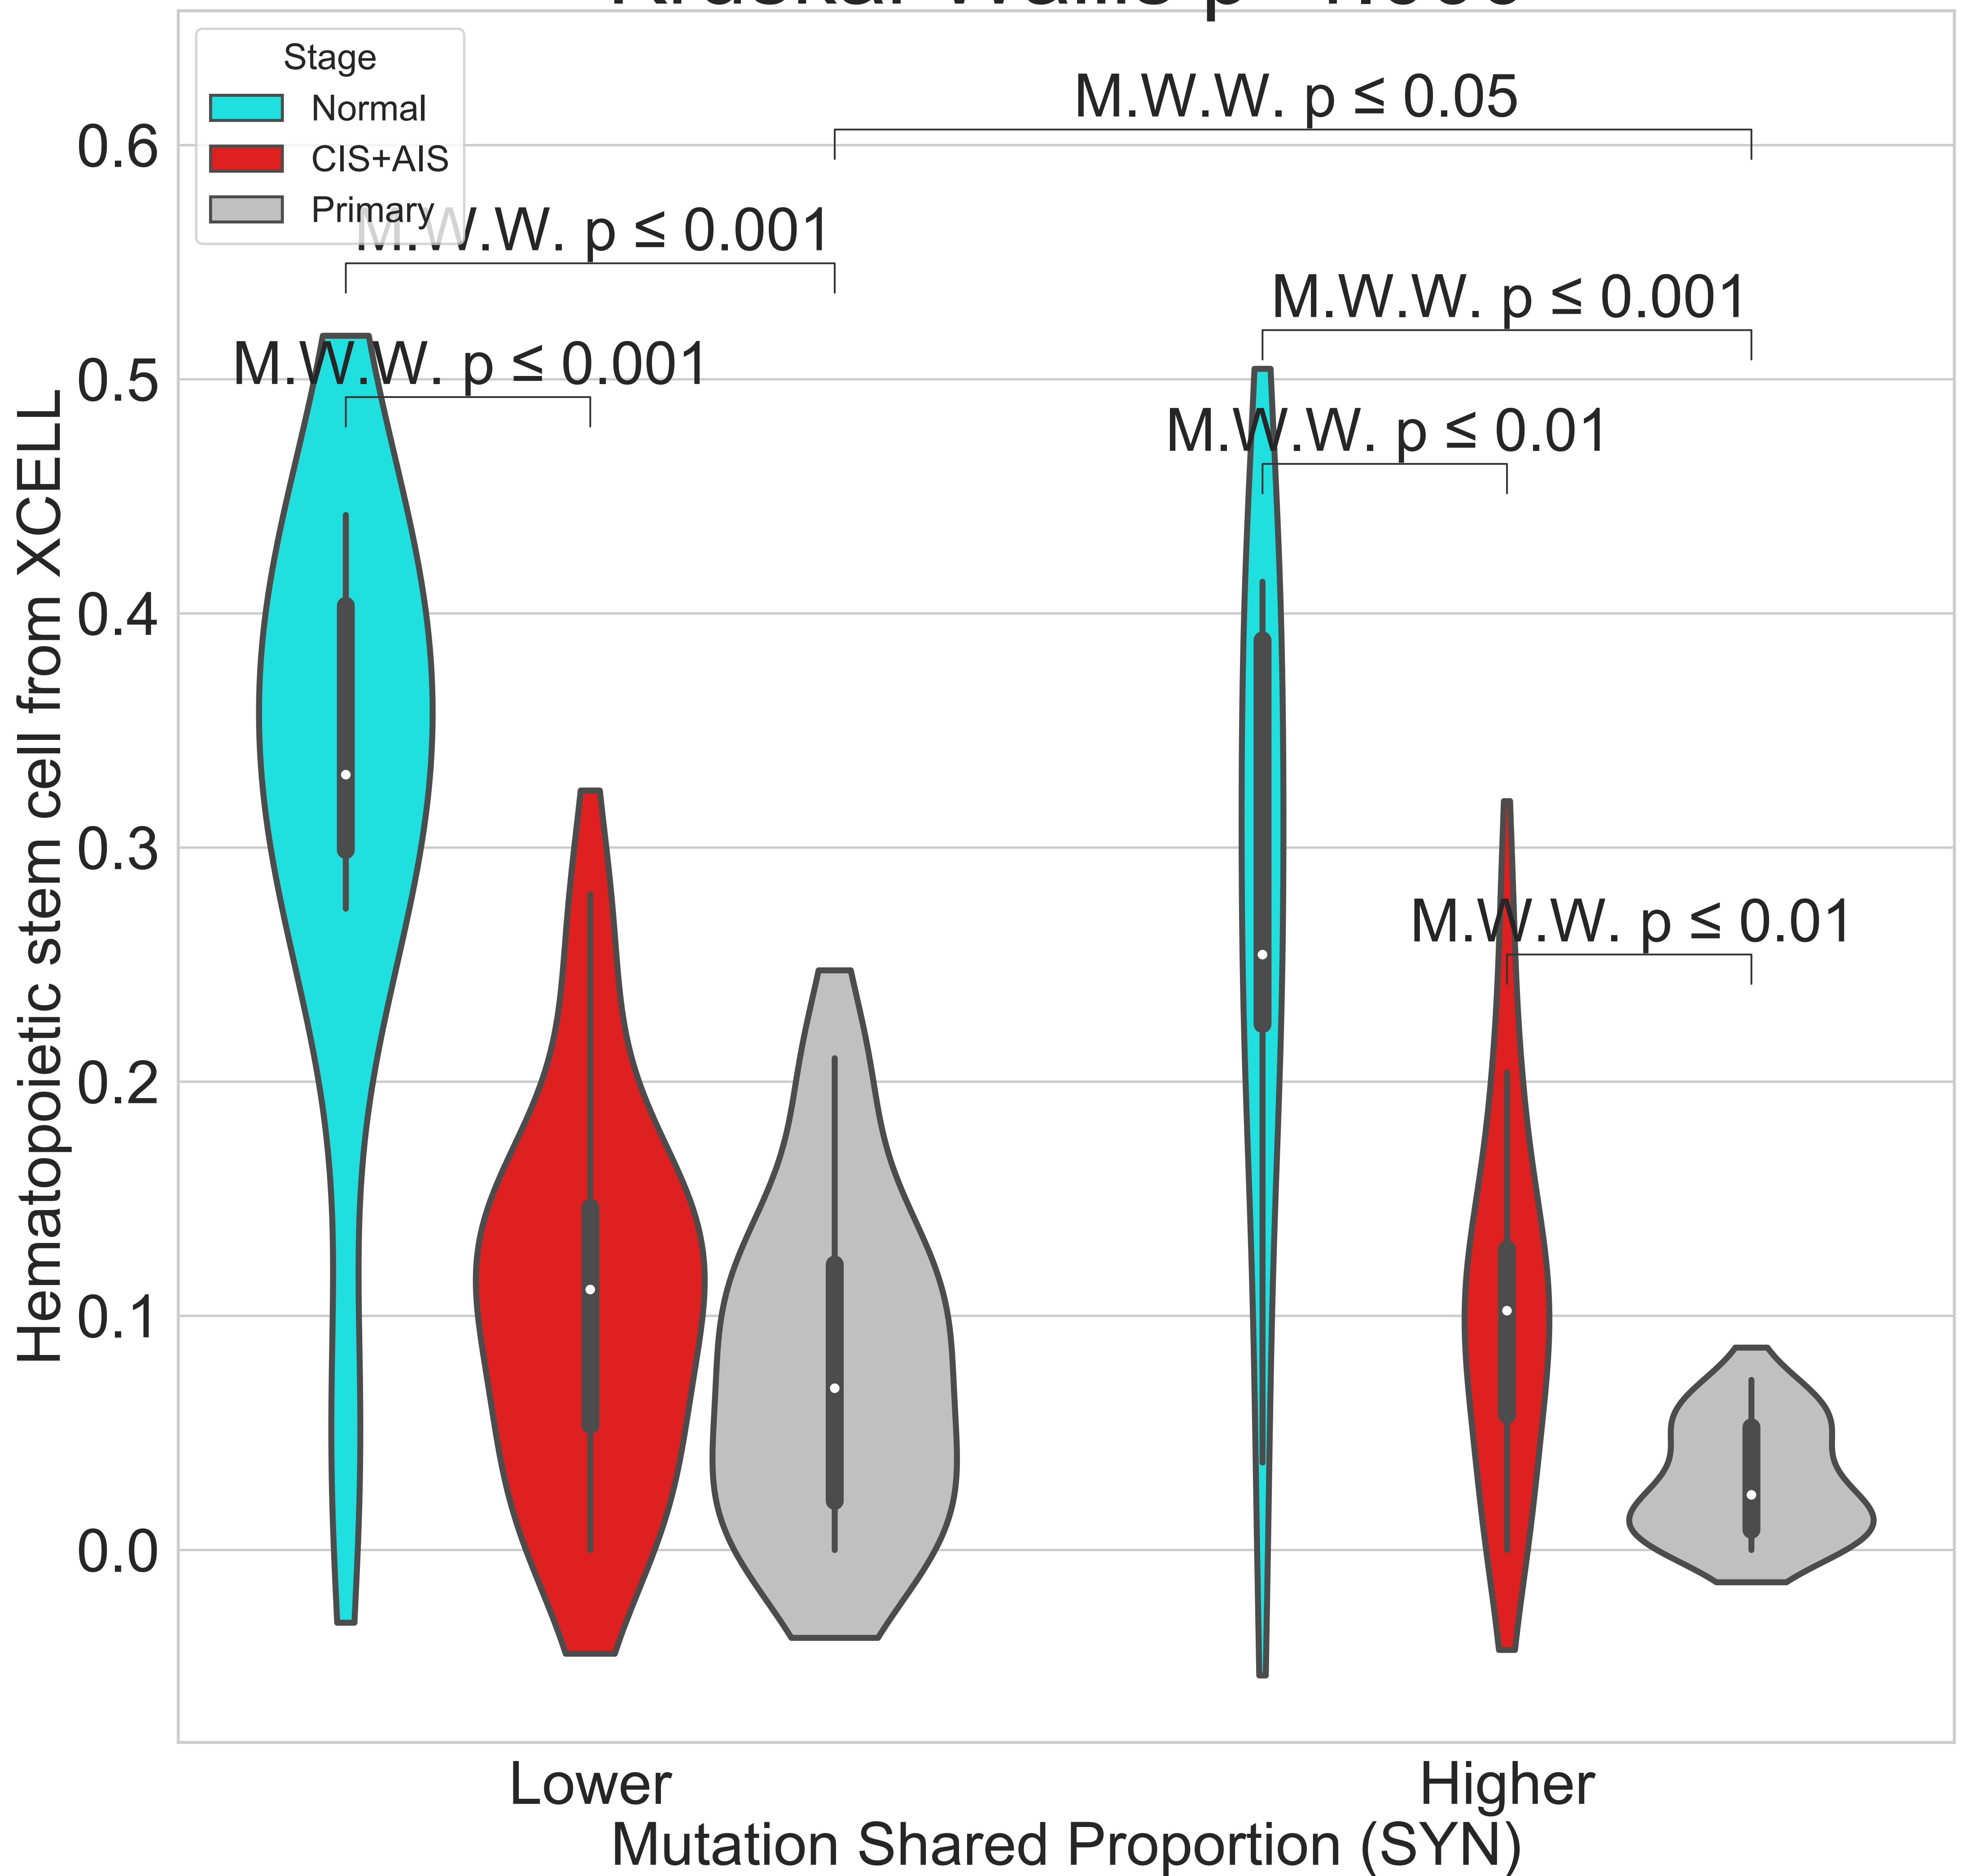 Stage
Normal
CIS+AIS
Primary
M.W.W. p ≤ 0.05
M.W.W. p ≤ 0.001
M.W.W. p ≤ 0.001
M.W.W. p ≤ 0.001
M.W.W. p ≤ 0.01
M.W.W. p ≤ 0.01
0.6
0.5
0.4
0.3
0.2
0.1
0.0
Hematopoietic stem cell from XCELL
Lower
Higher
Mutation Shared Proportion (SYN)